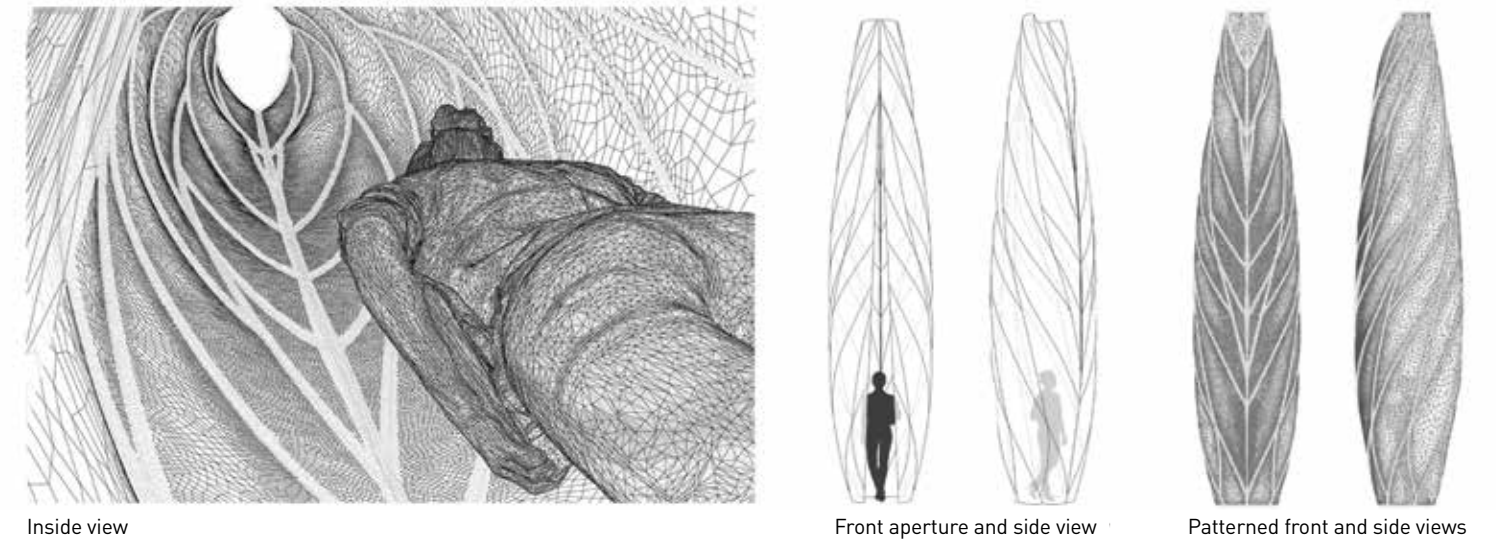 Inside view
Front aperture and side view
Patterned front and side views